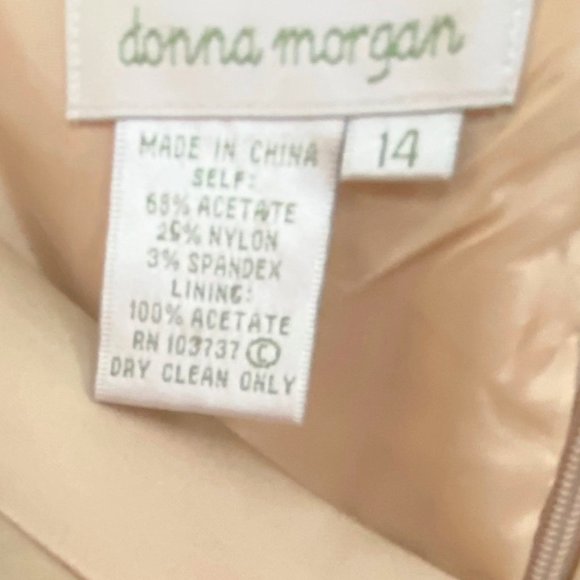 donna morgan
14
MADE IN CHINA
SELF:
68% ACETATE
29% NYLON
3% SPANDEX
LINING:
100% ACETATE
RN 103737 Ⓒ
DRY CLEAN ONLY